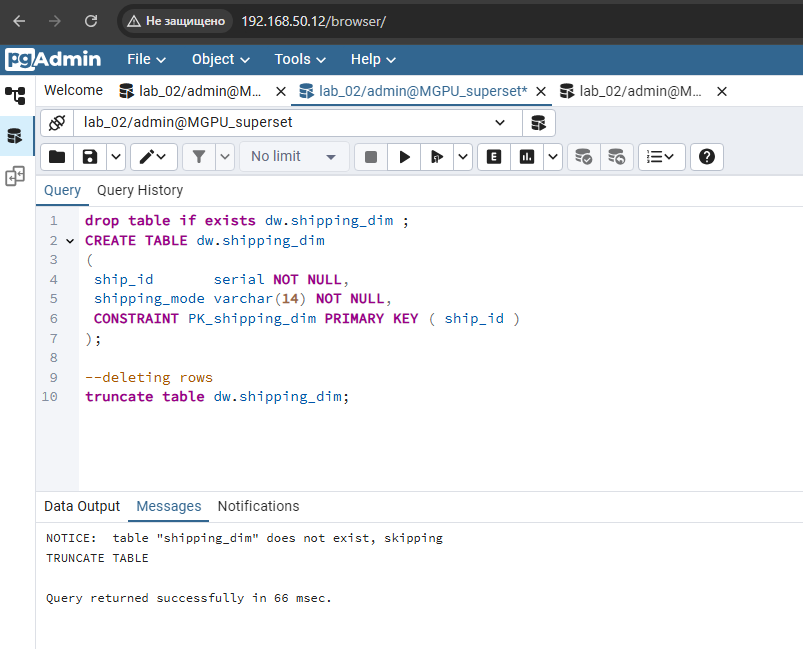 Не защищено 192.168.50.12/browser/
pgAdmin File Object Tools Help
Welcome lab_02/admin@M... lab_02/admin@MGPU_superset* lab_02/admin@M...
lab_02/admin@MGPU_superset
No limit E
Query Query History
1 drop table if exists dw.shipping_dim ;
2 CREATE TABLE dw.shipping_dim
3 (
4 ship_id serial NOT NULL,
5 shipping_mode varchar(14) NOT NULL,
6 CONSTRAINT PK_shipping_dim PRIMARY KEY ( ship_id )
7 );
8
9 --deleting rows
10 truncate table dw.shipping_dim;
Data Output Messages Notifications
NOTICE: table "shipping_dim" does not exist, skipping
TRUNCATE TABLE
Query returned successfully in 66 msec.